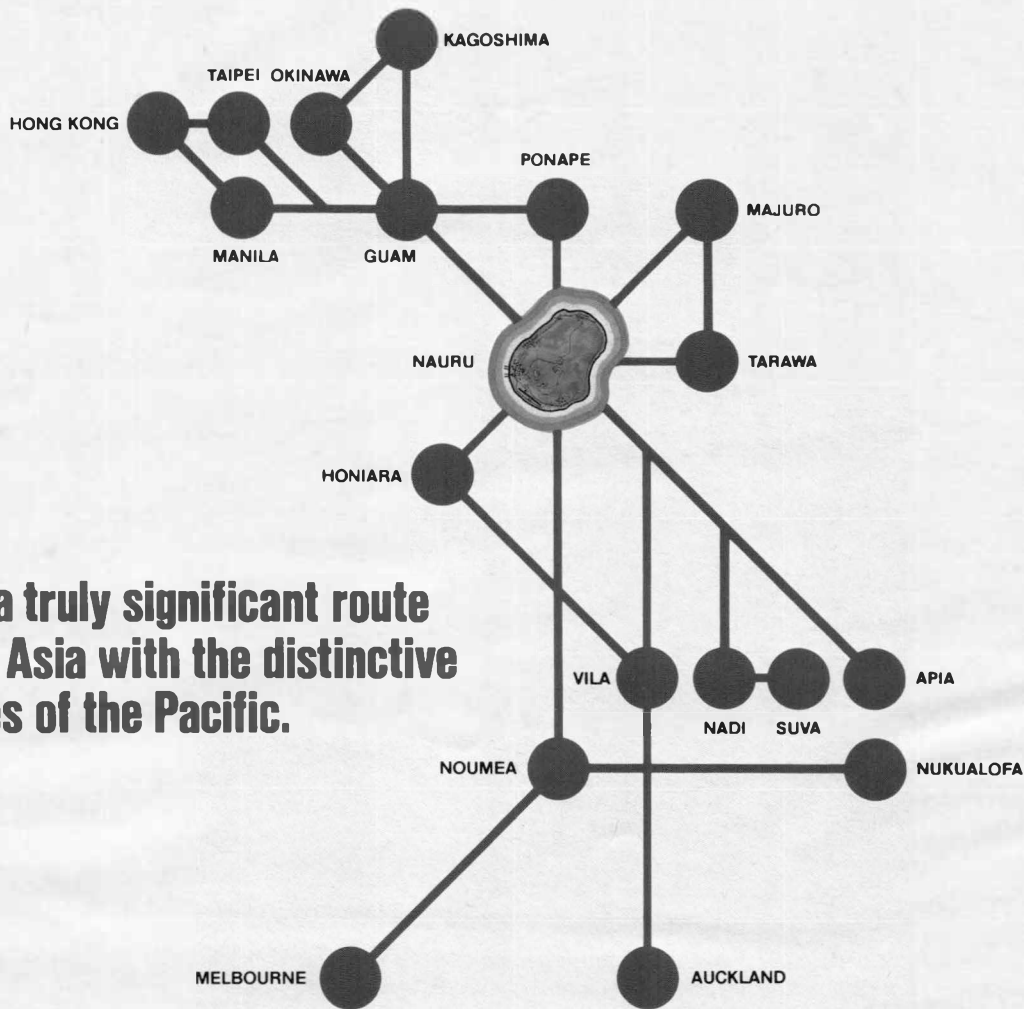 KAGOSHIMA
TAIPEI OKINAWA
HONG KONG
PONAPE
MAJURO
MANILA
GUAM
NAURU
TARAWA
HONIARA
a truly significant route
Asia with the distinctive
es of the Pacific.
VILA
APIA
NADI
SUVA
NOUMEA
NUKUALOFA
MELBOURNE
AUCKLAND